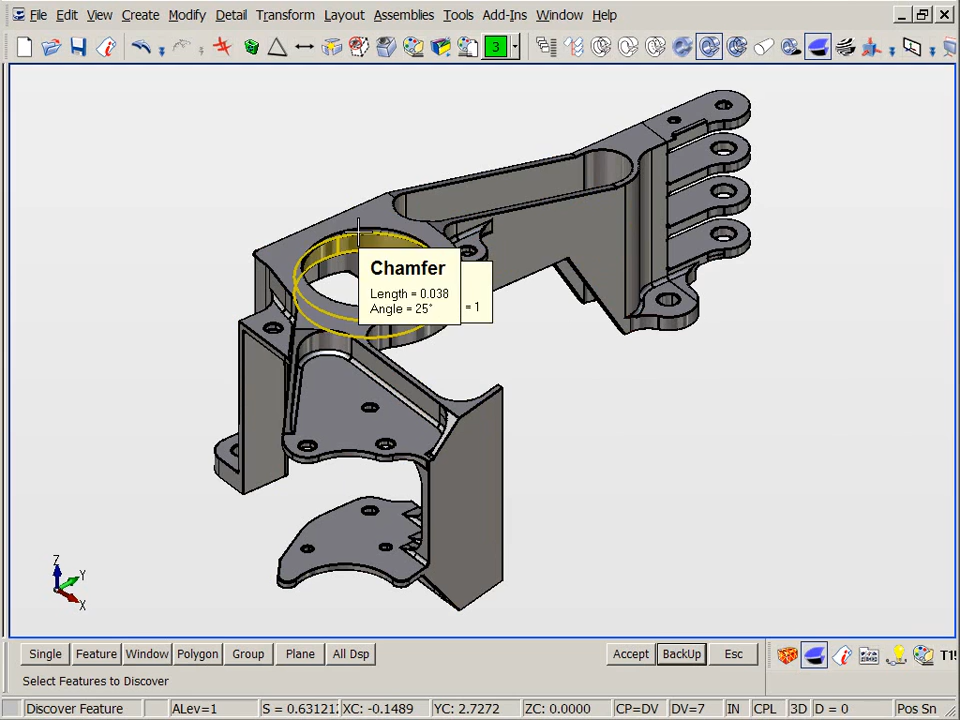 File Edit View Create Modify Detail Transform Layout Assemblies Tools Add-Ins Window Help
3
Chamfer
Length = 0.038
Angle = 25°
= 1
Z
Y
X
Single Feature Window Polygon Group Plane All Dsp Accept BackUp Esc
T1!
Select Features to Discover
Discover Feature ALev=1 S = 0.63121 XC: -0.1489 YC: 2.7272 ZC: 0.0000 CP=DV DV=7 IN CPL 3D D = 0 Pos Sn